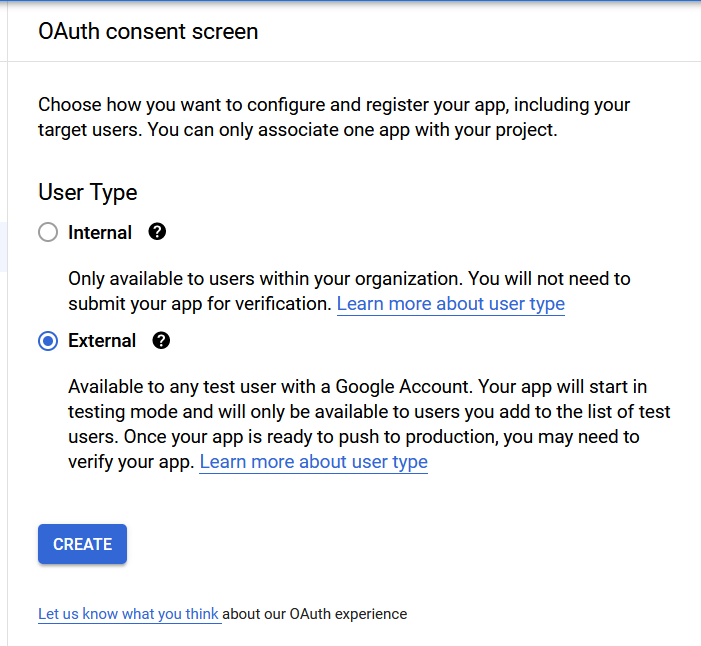 OAuth consent screen
Choose how you want to configure and register your app, including your
target users. You can only associate one app with your project.
User Type
Internal ?
Only available to users within your organization. You will not need to
submit your app for verification. Learn more about user type
External ?
Available to any test user with a Google Account. Your app will start in
testing mode and will only be available to users you add to the list of test
users. Once your app is ready to push to production, you may need to
verify your app. Learn more about user type
CREATE
Let us know what you think about our OAuth experience